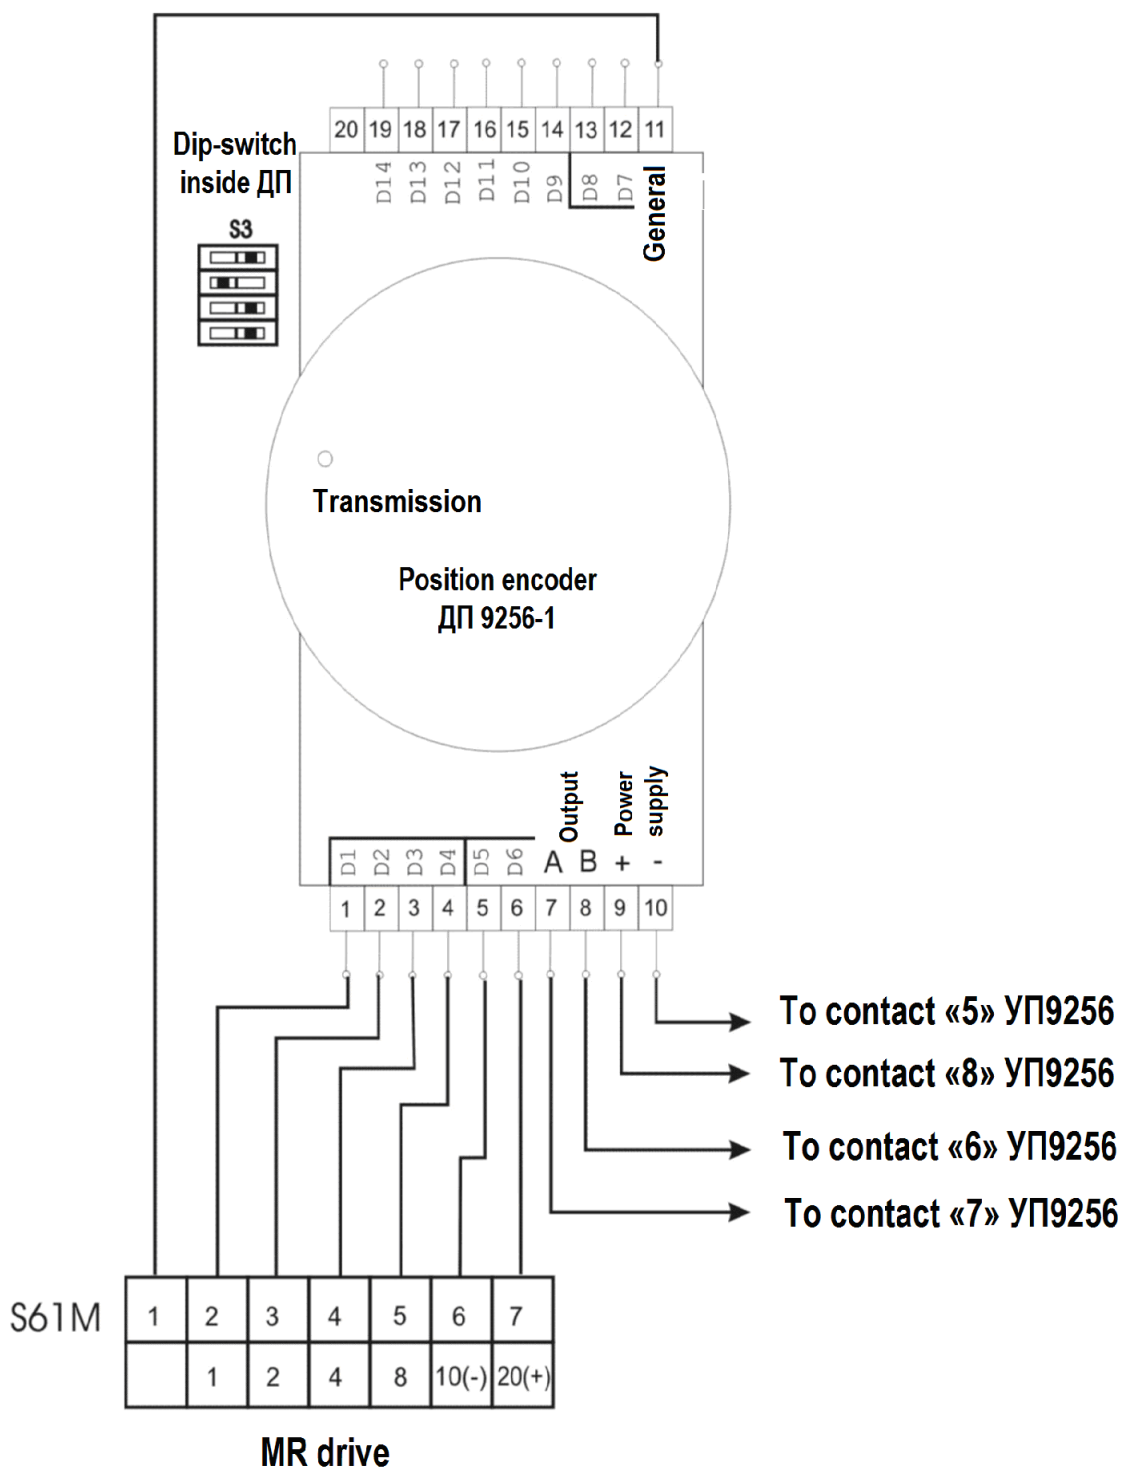 20 19 18 17 16 15 14 13 12 11
D14 D13 D12 D11 D10 D9 D8 D7 General
Dip-switch
inside ДП
S3
Transmission
Position encoder
ДП 9256-1
Output
Power
supply
D1 D2 D3 D4 D5 D6 A B + -
1 2 3 4 5 6 7 8 9 10
To contact «5» УП9256
To contact «8» УП9256
To contact «6» УП9256
To contact «7» УП9256
S61M 1 2 3 4 5 6 7
1 2 4 8 10(-) 20(+)
MR drive